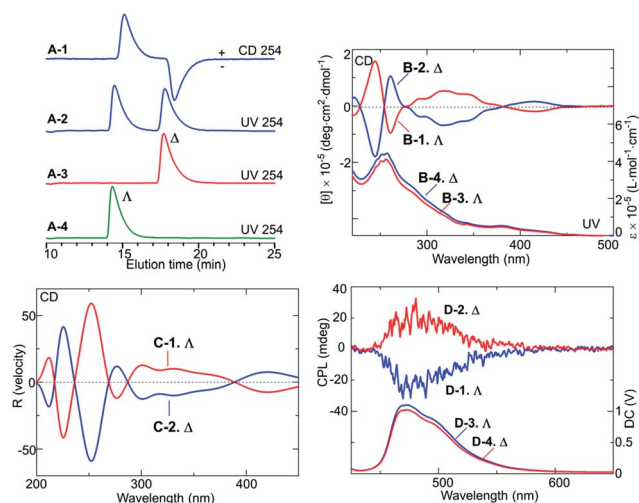 A-1
+
-
CD 254
A-2
UV 254
A-3
Δ
UV 254
A-4
Λ
UV 254
10 15 20 25
Elution time (min)
CD
B-2. Δ
B-1. Λ
B-4. Δ
B-3. Λ
UV
2
0
-2
[θ] × 10⁻⁵ (deg·cm²·dmol⁻¹)
6
4
2
0
ε × 10⁻⁵ (L·mol⁻¹·cm⁻¹)
300 400 500
Wavelength (nm)
CD
C-1. Λ
C-2. Δ
50
0
-50
R (velocity)
200 300 400
Wavelength (nm)
D-2. Δ
D-1. Λ
D-3. Λ
D-4. Δ
40
20
0
-20
-40
CPL (mdeg)
1
0
DC (V)
500 600
Wavelength (nm)